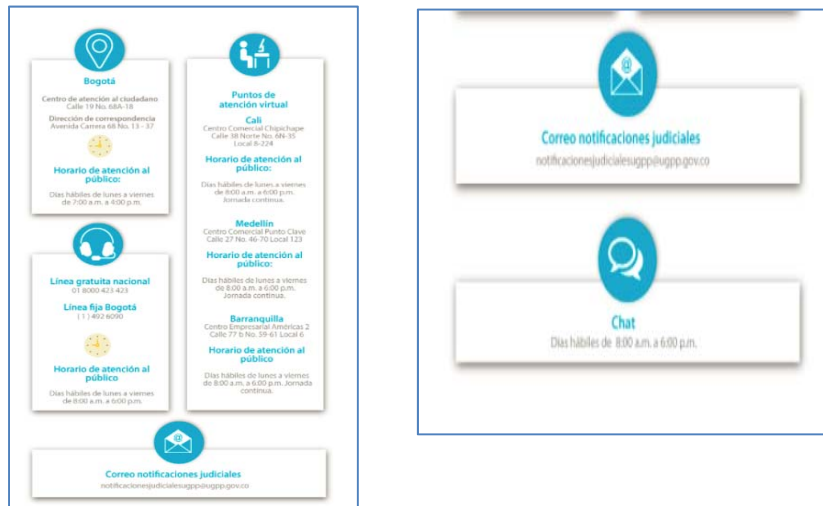 Bogotá
Centro de atención al ciudadano
Calle 19 No. 68A-18
Dirección de correspondencia
Avenida Carrera 68 No. 13 - 37
Horario de atención al
público:
Días hábiles de lunes a viernes
de 7:00 a.m. a 4:00 p.m.
Línea gratuita nacional
01 8000 423 423
Línea fija Bogotá
( 1 ) 492 6090
Horario de atención al
público
Días hábiles de lunes a viernes
de 8:00 a.m. a 6:00 p.m.
Puntos de
atención virtual
Cali
Centro Comercial Chipichape
Calle 38 Norte No. 6N-35
Local 8-224
Horario de atención al
público:
Días hábiles de lunes a viernes
de 8:00 a.m. a 6:00 p.m.
Jornada continua.
Medellín
Centro Comercial Punto Clave
Calle 27 No. 46-70 Local 123
Horario de atención al
público:
Días hábiles de lunes a viernes
de 8:00 a.m. a 6:00 p.m.
Jornada continua.
Barranquilla
Centro Empresarial Américas 2
Calle 77 b No. 59-61 Local 6
Horario de atención al
público
Días hábiles de lunes a viernes
de 8:00 a.m. a 6:00 p.m. Jornada
continua.
@
Correo notificaciones judiciales
notificacionesjudicialesugpp@ugpp.gov.co
@
Correo notificaciones judiciales
notificacionesjudicialesugpp@ugpp.gov.co
Chat
Días hábiles de 8:00 a.m. a 6:00 p.m.